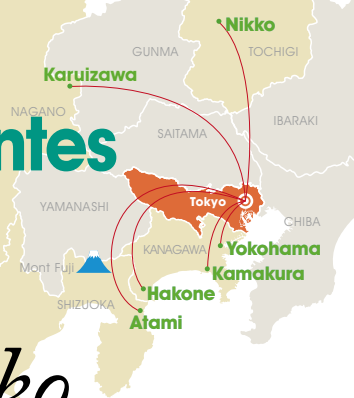 Nikko
GUNMA
TOCHIGI
Karuizawa
NAGANO
IBARAKI
SAITAMA
ntes
Tokyo
YAMANASHI
CHIBA
KANAGAWA
Yokohama
Mont Fuji
Kamakura
Hakone
SHIZUOKA
Atami
ko